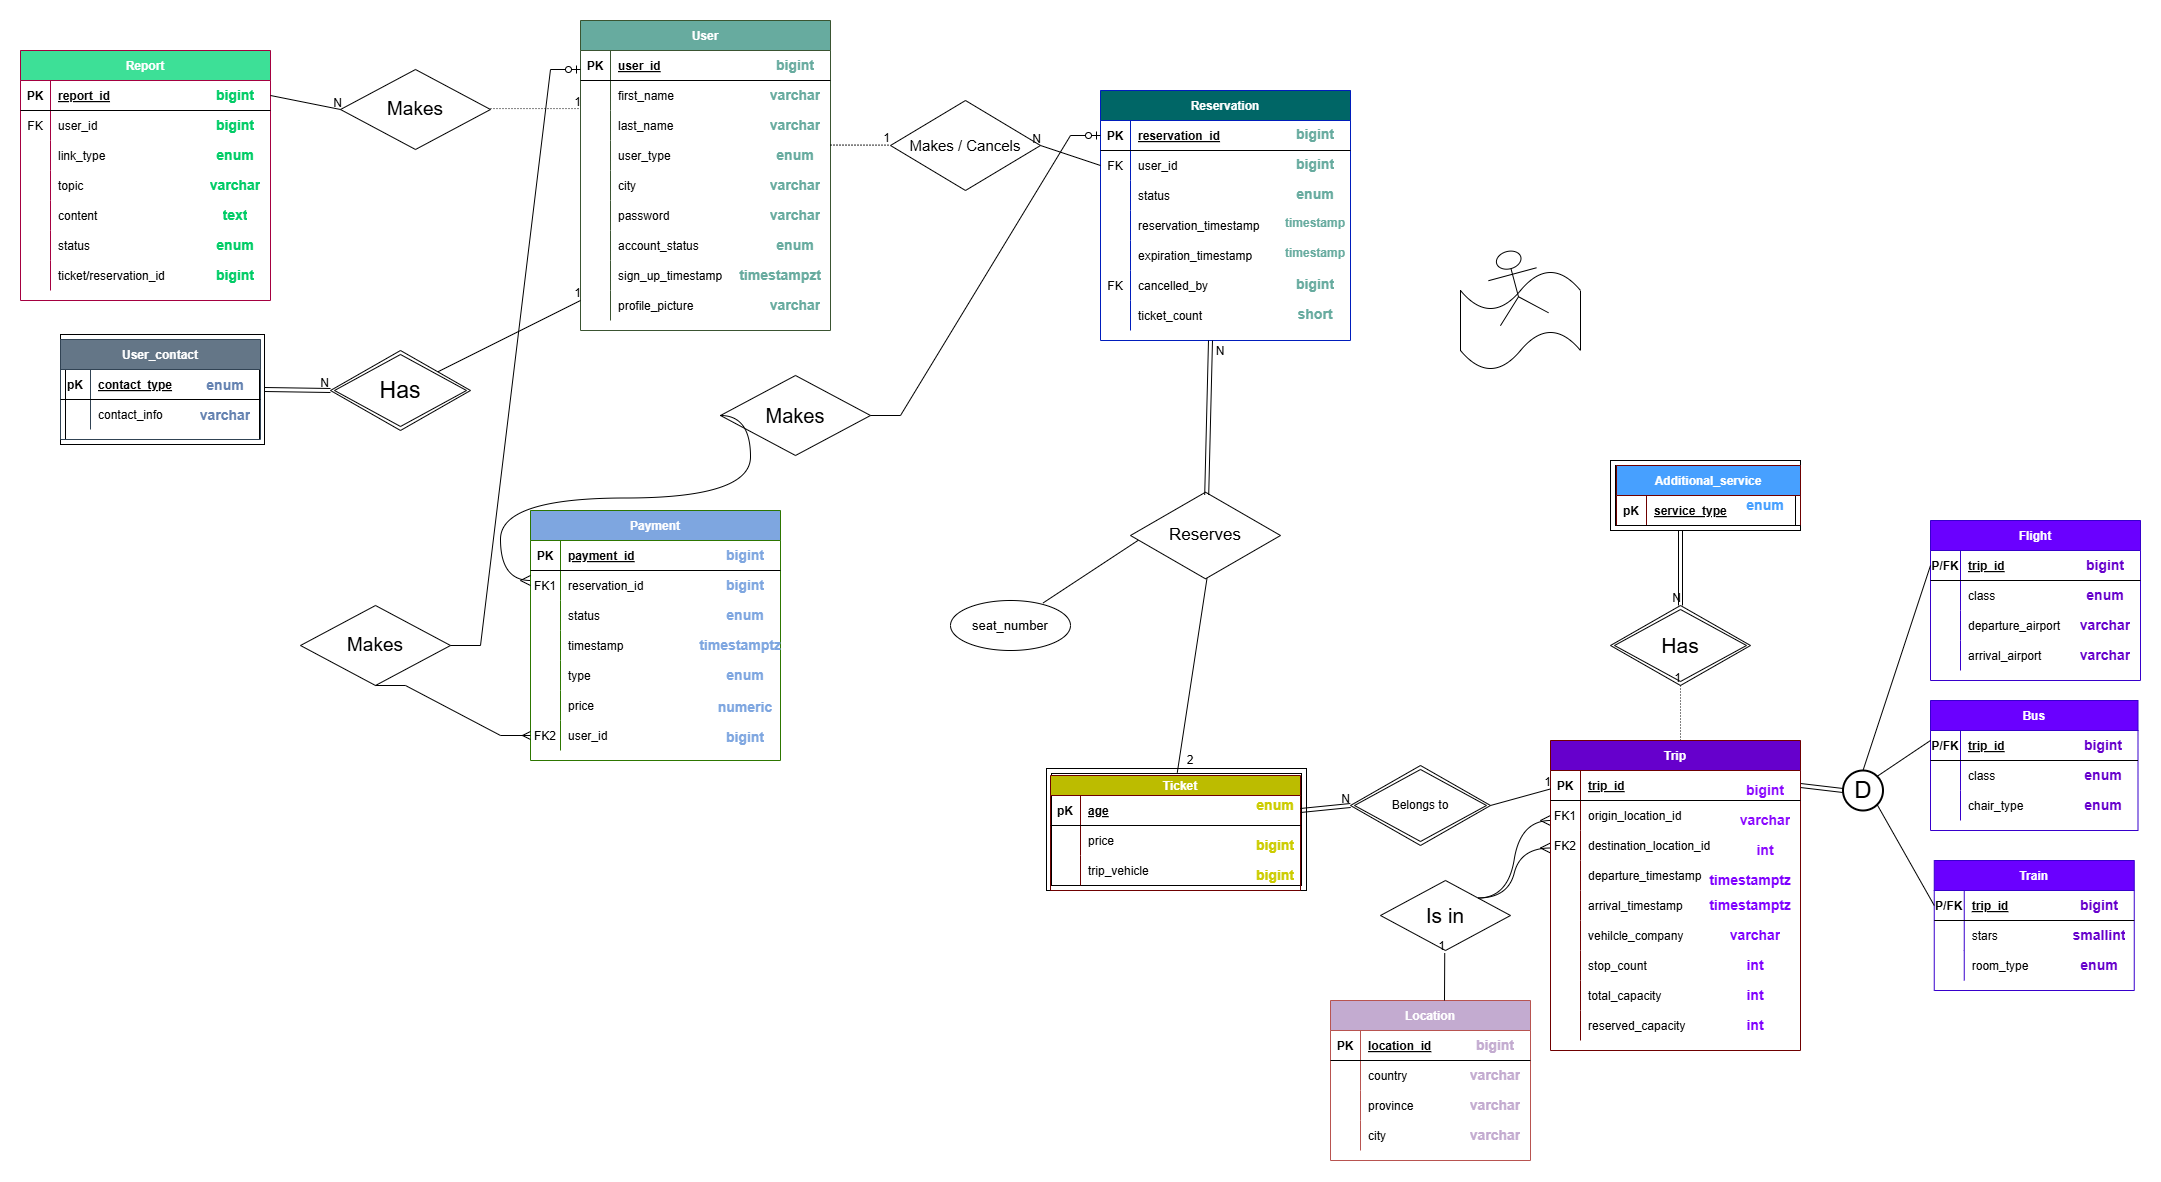 Report
PK report_id bigint
FK user_id bigint
link_type enum
topic varchar
content text
status enum
ticket/reservation_id bigint
N
Makes
1
User
PK user_id bigint
first_name varchar
last_name varchar
user_type enum
city varchar
password varchar
account_status enum
sign_up_timestamp timestampzt
profile_picture varchar
1
1
Makes / Cancels
N
Reservation
PK reservation_id bigint
FK user_id bigint
status enum
reservation_timestamp timestamp
expiration_timestamp timestamp
FK cancelled_by bigint
ticket_count short
N
User_contact
pK contact_type enum
contact_info varchar
N
Has
Makes
Payment
PK payment_id bigint
FK1 reservation_id bigint
status enum
timestamp timestamptz
type enum
price numeric
FK2 user_id bigint
Makes
Reserves
seat_number
2
Ticket
pK age enum
price bigint
trip_vehicle bigint
N
Belongs to
1
Additional_service
pK service_type enum
N
Has
1
Trip
PK trip_id bigint
FK1 origin_location_id varchar
FK2 destination_location_id int
departure_timestamp timestamptz
arrival_timestamp timestamptz
vehilcle_company varchar
stop_count int
total_capacity int
reserved_capacity int
Is in
1
Location
PK location_id bigint
country varchar
province varchar
city varchar
D
Flight
P/FK trip_id bigint
class enum
departure_airport varchar
arrival_airport varchar
Bus
P/FK trip_id bigint
class enum
chair_type enum
Train
P/FK trip_id bigint
stars smallint
room_type enum